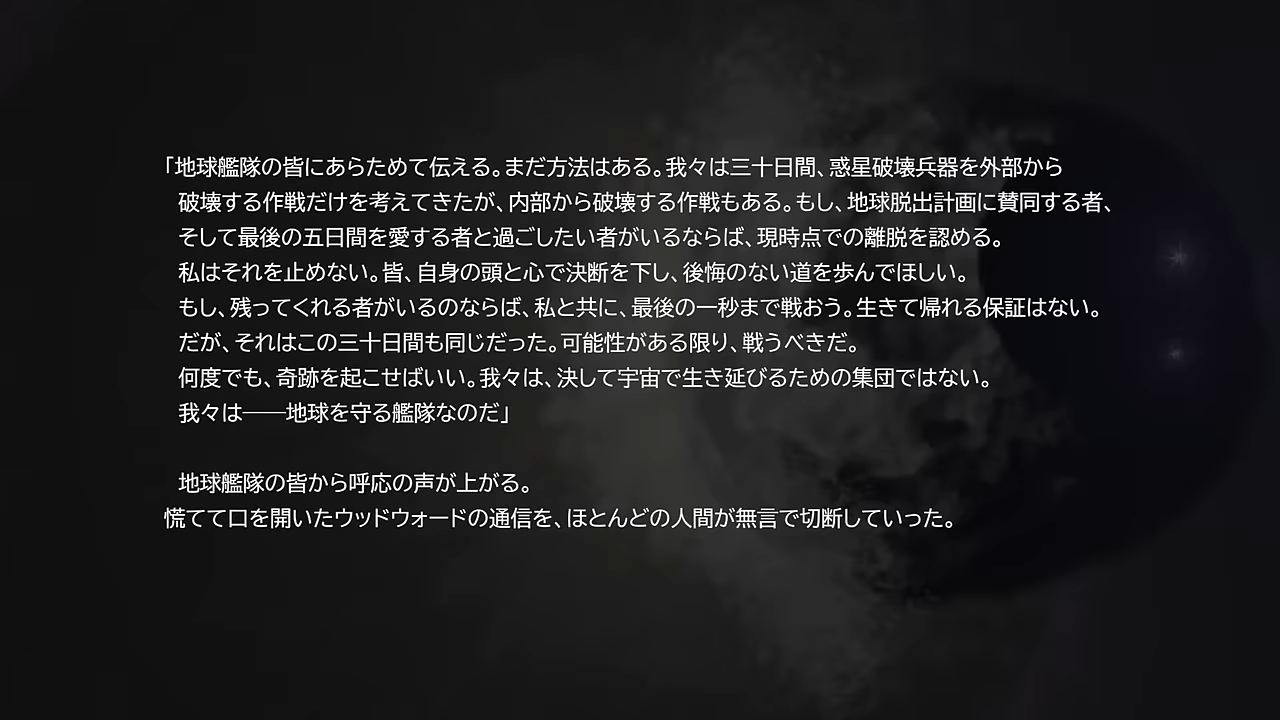 「地球艦隊の皆にあらためて伝える。まだ方法はある。我々は三十日間、惑星破壊兵器を外部から
破壊する作戦だけを考えてきたが、内部から破壊する作戦もある。もし、地球脱出計画に賛同する者、
そして最後の五日間を愛する者と過ごしたい者がいるならば、現時点での離脱を認める。
私はそれを止めない。皆、自身の頭と心で決断を下し、後悔のない道を歩んでほしい。
もし、残ってくれる者がいるのならば、私と共に、最後の一秒まで戦おう。生きて帰れる保証はない。
だが、それはこの三十日間も同じだった。可能性がある限り、戦うべきだ。
何度でも、奇跡を起こせばいい。我々は、決して宇宙で生き延びるための集団ではない。
我々は──地球を守る艦隊なのだ」
地球艦隊の皆から呼応の声が上がる。
慌てて口を開いたウッドウォードの通信を、ほとんどの人間が無言で切断していった。